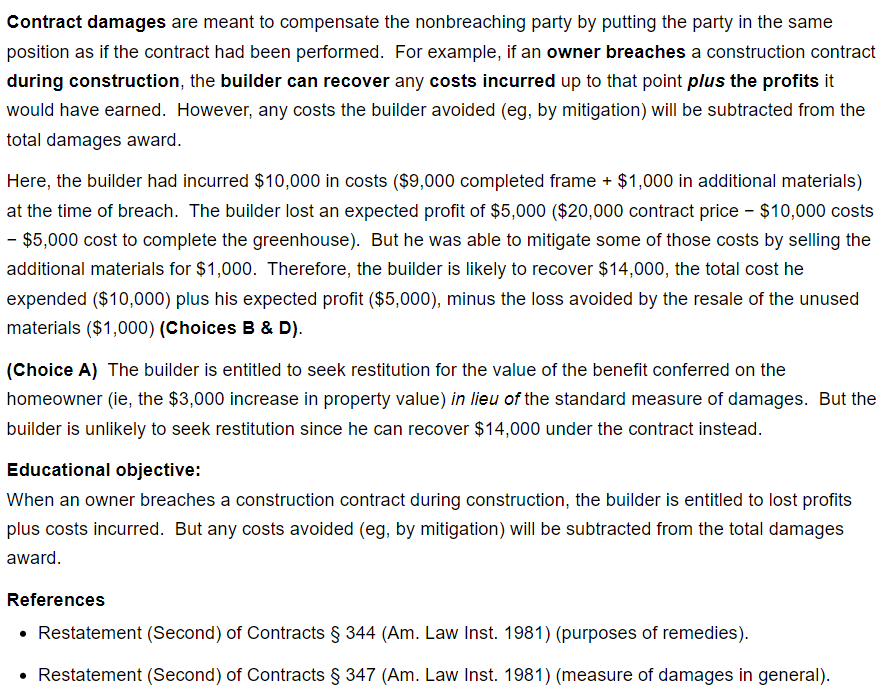 Contract damages are meant to compensate the nonbreaching party by putting the party in the same
position as if the contract had been performed.  For example, if an owner breaches a construction contract
during construction, the builder can recover any costs incurred up to that point plus the profits it
would have earned.  However, any costs the builder avoided (eg, by mitigation) will be subtracted from the
total damages award.
Here, the builder had incurred $10,000 in costs ($9,000 completed frame + $1,000 in additional materials)
at the time of breach.  The builder lost an expected profit of $5,000 ($20,000 contract price − $10,000 costs
− $5,000 cost to complete the greenhouse).  But he was able to mitigate some of those costs by selling the
additional materials for $1,000.  Therefore, the builder is likely to recover $14,000, the total cost he
expended ($10,000) plus his expected profit ($5,000), minus the loss avoided by the resale of the unused
materials ($1,000) (Choices B & D).
(Choice A)  The builder is entitled to seek restitution for the value of the benefit conferred on the
homeowner (ie, the $3,000 increase in property value) in lieu of the standard measure of damages.  But the
builder is unlikely to seek restitution since he can recover $14,000 under the contract instead.
Educational objective:
When an owner breaches a construction contract during construction, the builder is entitled to lost profits
plus costs incurred.  But any costs avoided (eg, by mitigation) will be subtracted from the total damages
award.
References
• Restatement (Second) of Contracts § 344 (Am. Law Inst. 1981) (purposes of remedies).
• Restatement (Second) of Contracts § 347 (Am. Law Inst. 1981) (measure of damages in general).